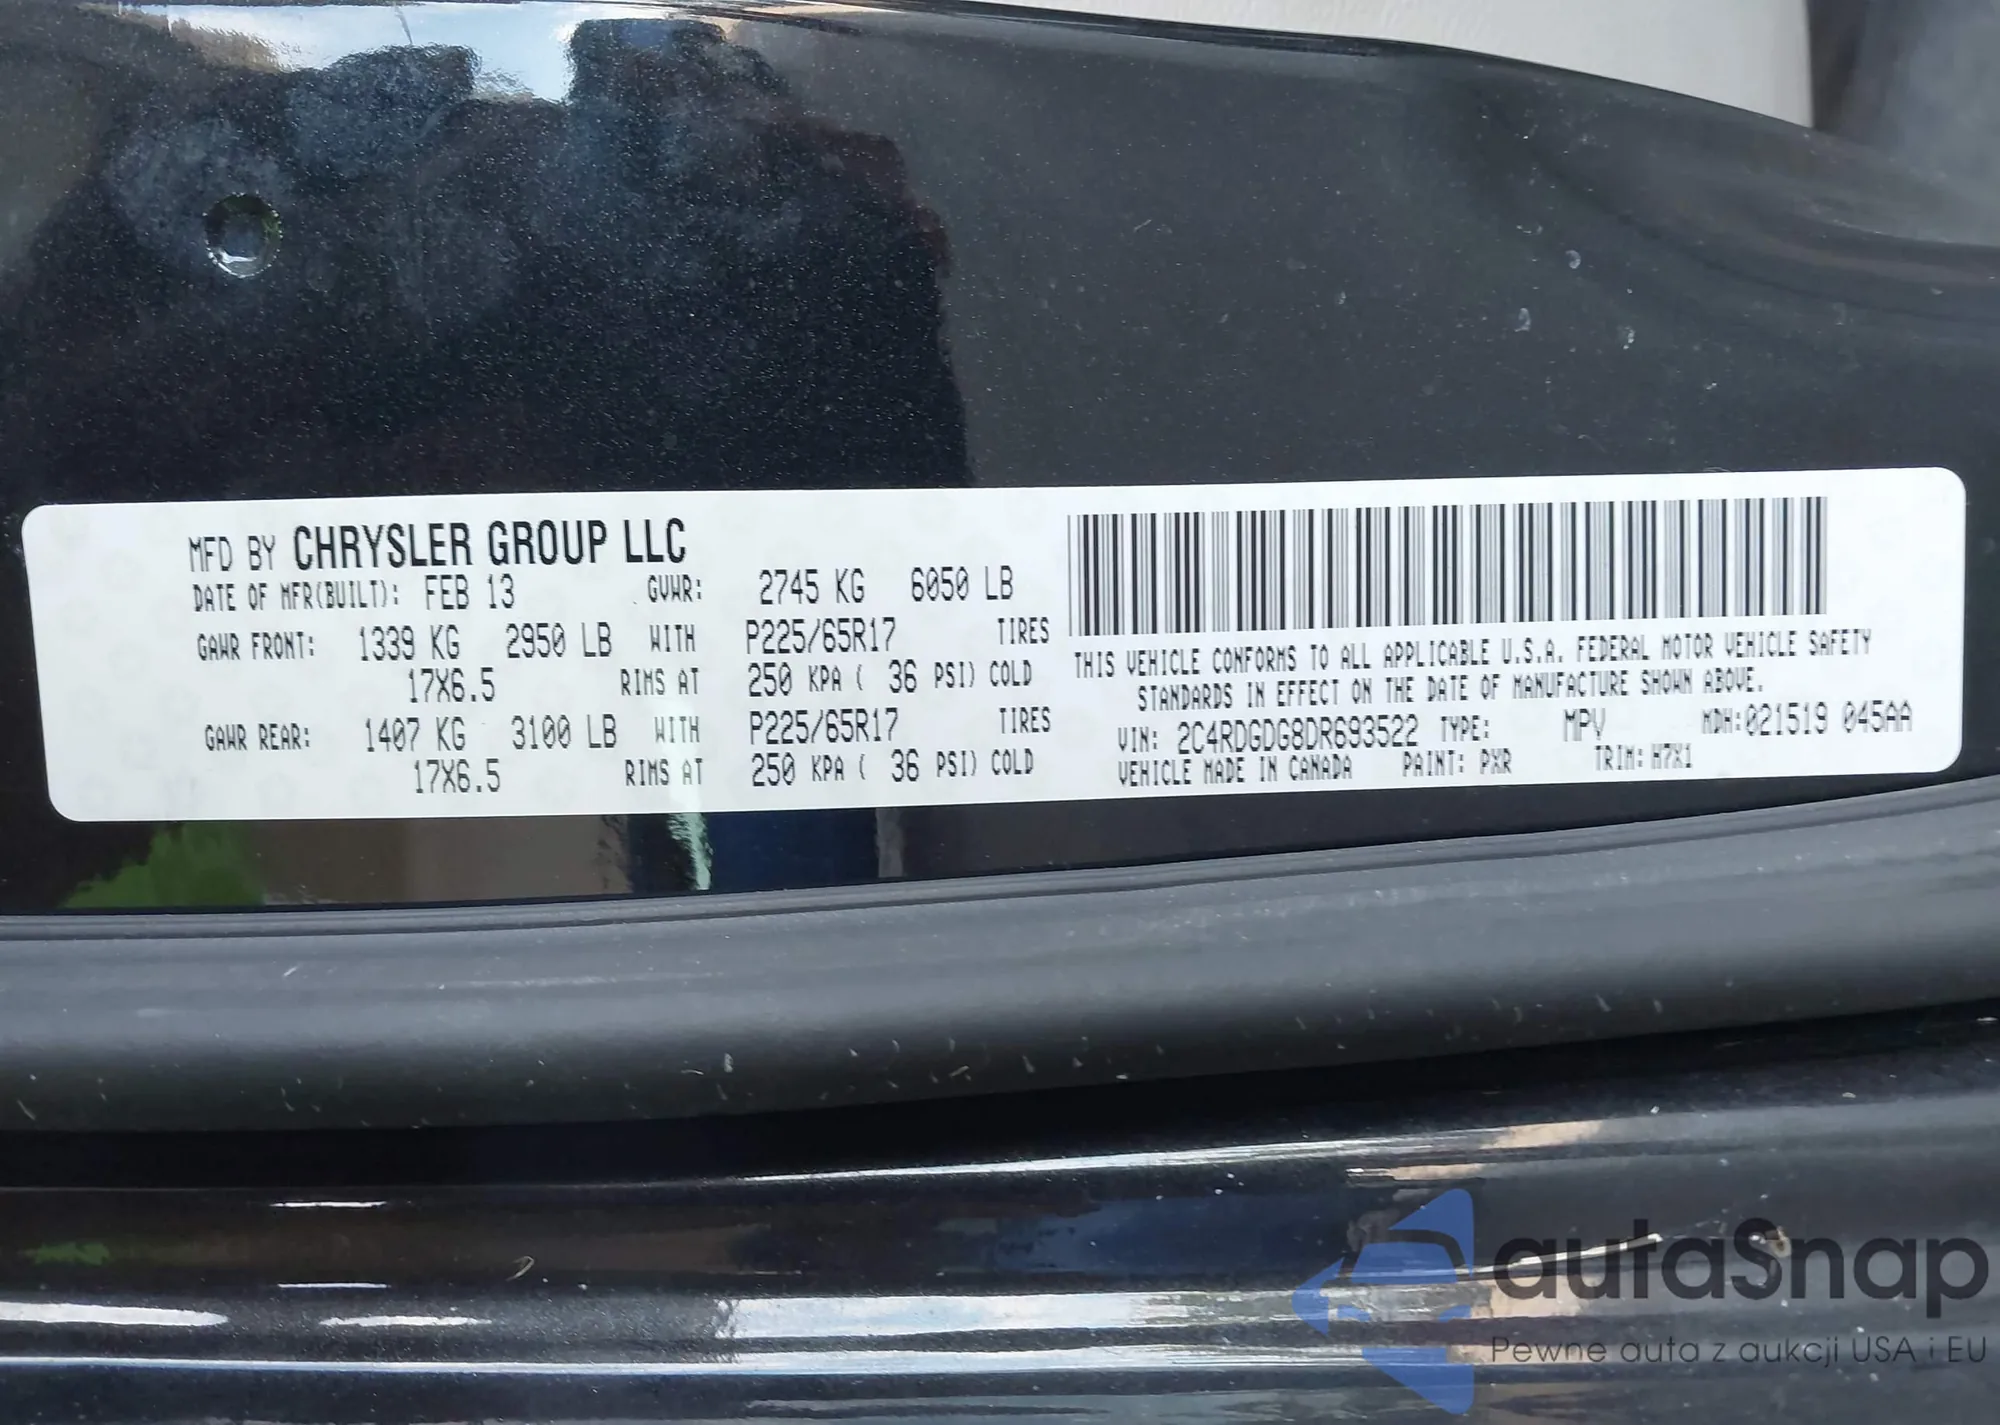 MFD BY CHRYSLER GROUP LLC
DATE OF MFR(BUILT): FEB 13 GVWR: 2745 KG 6050 LB
GAWR FRONT: 1339 KG 2950 LB WITH P225/65R17 TIRES
17X6.5 RIMS AT 250 KPA ( 36 PSI) COLD
GAWR REAR: 1407 KG 3100 LB WITH P225/65R17 TIRES
17X6.5 RIMS AT 250 KPA ( 36 PSI) COLD
THIS VEHICLE CONFORMS TO ALL APPLICABLE U.S.A. FEDERAL MOTOR VEHICLE SAFETY
STANDARDS IN EFFECT ON THE DATE OF MANUFACTURE SHOWN ABOVE.
VIN: 2C4RDGDG8DR693522 TYPE: MPV MDH:021519 045AA
VEHICLE MADE IN CANADA PAINT: PXR TRIM: H7X1
autaSnap
Pewne auta z aukcji USA i EU